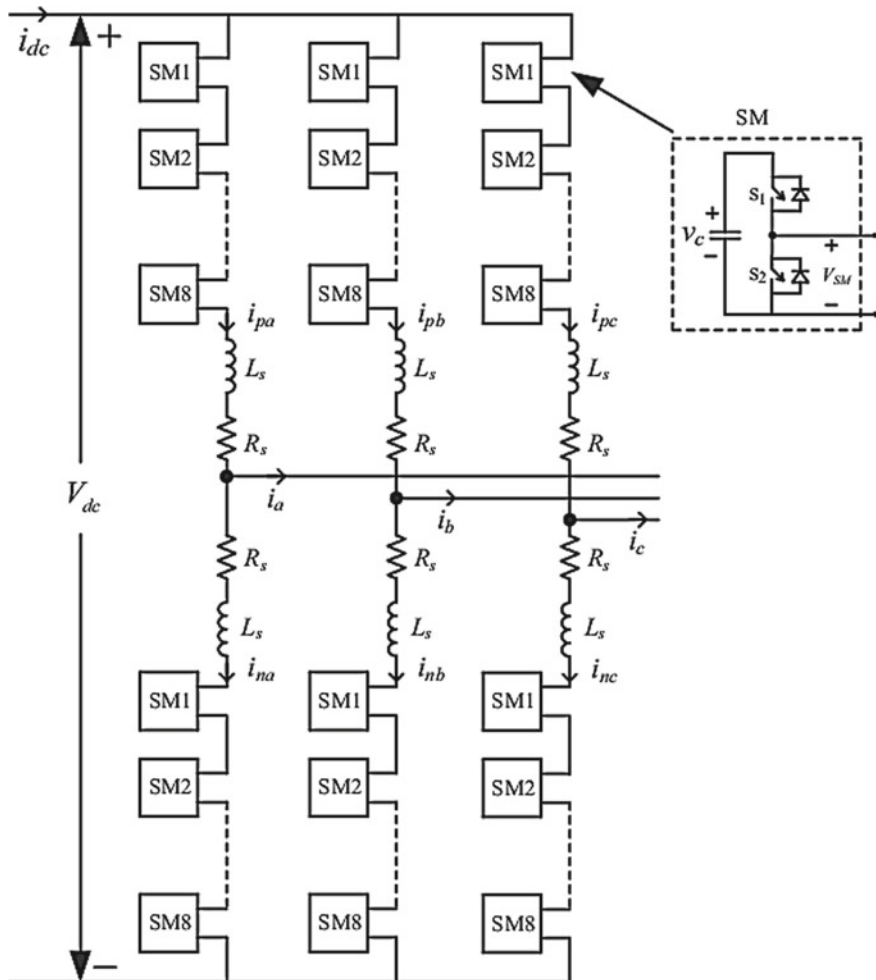 i_dc +
SM1 SM1 SM1
SM
SM2 SM2 SM2
S1
+ v_c −
+ V_SM −
S2
SM8 SM8 SM8
i_pa i_pb i_pc
L_s L_s L_s
R_s R_s R_s
V_dc
i_a
i_b
i_c
R_s R_s R_s
L_s L_s L_s
i_na i_nb i_nc
SM1 SM1 SM1
SM2 SM2 SM2
SM8 SM8 SM8
−